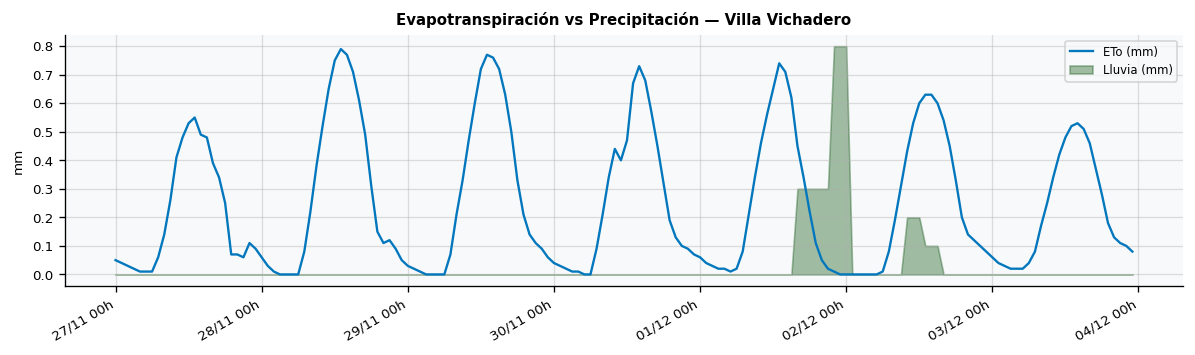 Evapotranspiración vs Precipitación — Villa Vichadero
ETo (mm)
Lluvia (mm)
mm
0.8
0.7
0.6
0.5
0.4
0.3
0.2
0.1
0.0
27/11 00h
28/11 00h
29/11 00h
30/11 00h
01/12 00h
02/12 00h
03/12 00h
04/12 00h